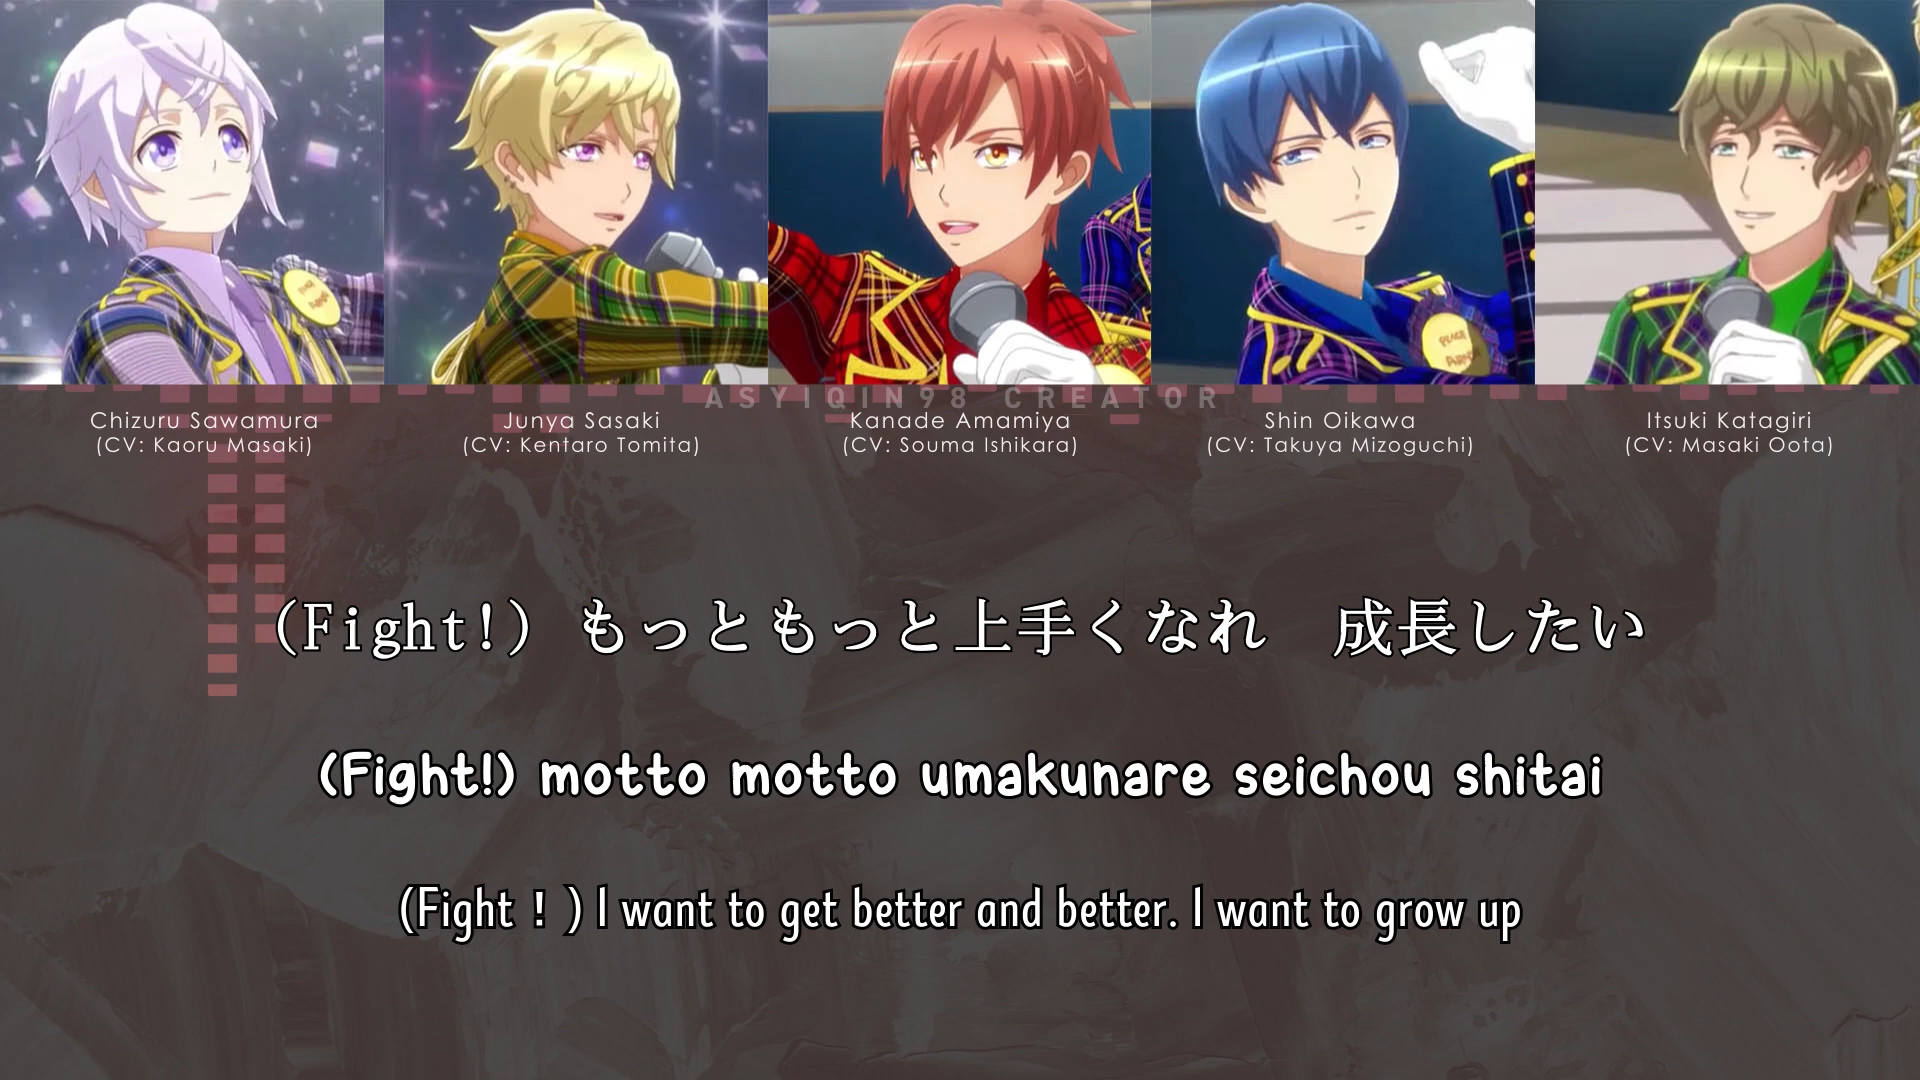 ASYIQIN98 CREATOR
Chizuru Sawamura
(CV: Kaoru Masaki)
Junya Sasaki
(CV: Kentaro Tomita)
Kanade Amamiya
(CV: Souma Ishikara)
Shin Oikawa
(CV: Takuya Mizoguchi)
Itsuki Katagiri
(CV: Masaki Oota)
（Fight!） もっともっと上手くなれ　成長したい
(Fight!) motto motto umakunare seichou shitai
(Fight！) I want to get better and better. I want to grow up